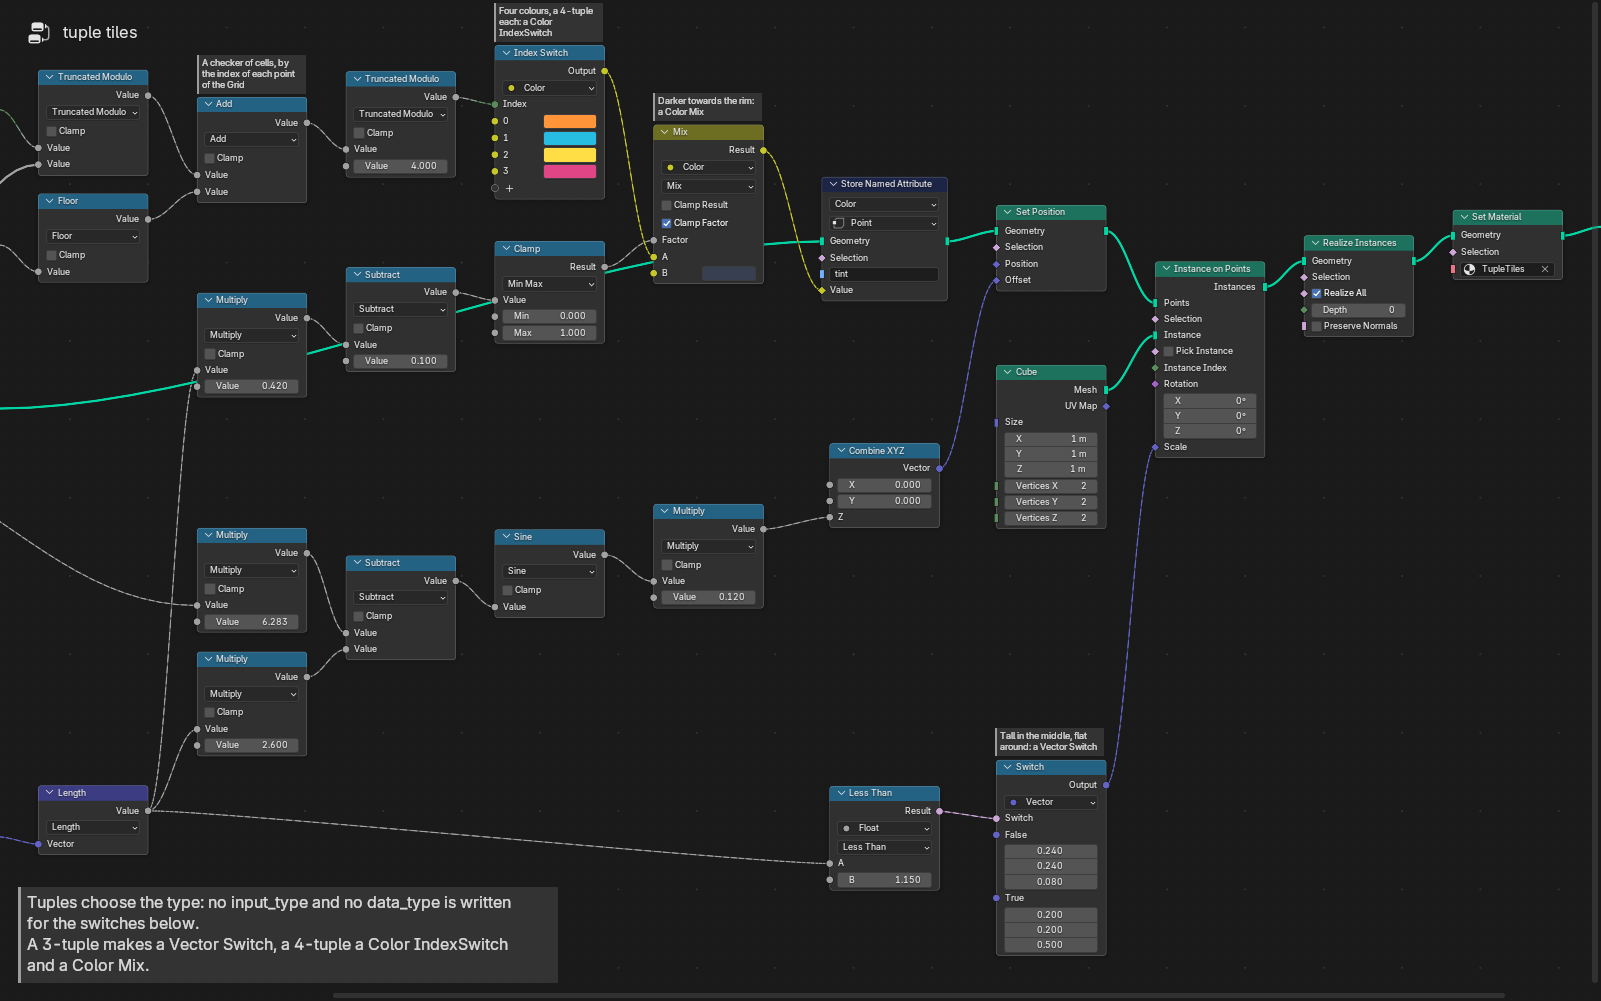 tuple tiles
Truncated Modulo
Value
Truncated Modulo
Clamp
Value
Value
Floor
Value
Floor
Clamp
Value
A checker of cells, by
the index of each point
of the Grid
Add
Value
Add
Clamp
Value
Value
Truncated Modulo
Value
Truncated Modulo
Clamp
Value
Value 4.000
Four colours, a 4-tuple
each: a Color
IndexSwitch
Index Switch
Output
Color
Index
0
1
2
3
+
Darker towards the rim:
a Color Mix
Mix
Result
Color
Mix
Clamp Result
Clamp Factor
Factor
A
B
Multiply
Value
Multiply
Clamp
Value
Value 0.420
Subtract
Value
Subtract
Clamp
Value
Value 0.100
Clamp
Result
Min Max
Value
Min 0.000
Max 1.000
Store Named Attribute
Color
Point
Geometry
Selection
tint
Value
Set Position
Geometry
Selection
Position
Offset
Instance on Points
Instances
Points
Selection
Instance
Pick Instance
Instance Index
Rotation
X 0°
Y 0°
Z 0°
Scale
Realize Instances
Geometry
Selection
Realize All
Depth 0
Preserve Normals
Set Material
Geometry
Selection
TupleTiles
Cube
Mesh
UV Map
Size
X 1 m
Y 1 m
Z 1 m
Vertices X 2
Vertices Y 2
Vertices Z 2
Combine XYZ
Vector
X 0.000
Y 0.000
Z
Multiply
Value
Multiply
Clamp
Value
Value 6.283
Subtract
Value
Subtract
Clamp
Value
Value
Sine
Value
Sine
Clamp
Value
Multiply
Value
Multiply
Clamp
Value
Value 0.120
Multiply
Value
Multiply
Clamp
Value
Value 2.600
Length
Value
Length
Vector
Less Than
Result
Float
Less Than
A
B 1.150
Tall in the middle, flat
around: a Vector Switch
Switch
Output
Vector
Switch
False
0.240
0.240
0.080
True
0.200
0.200
0.500
Tuples choose the type: no input_type and no data_type is written
for the switches below.
A 3-tuple makes a Vector Switch, a 4-tuple a Color IndexSwitch
and a Color Mix.